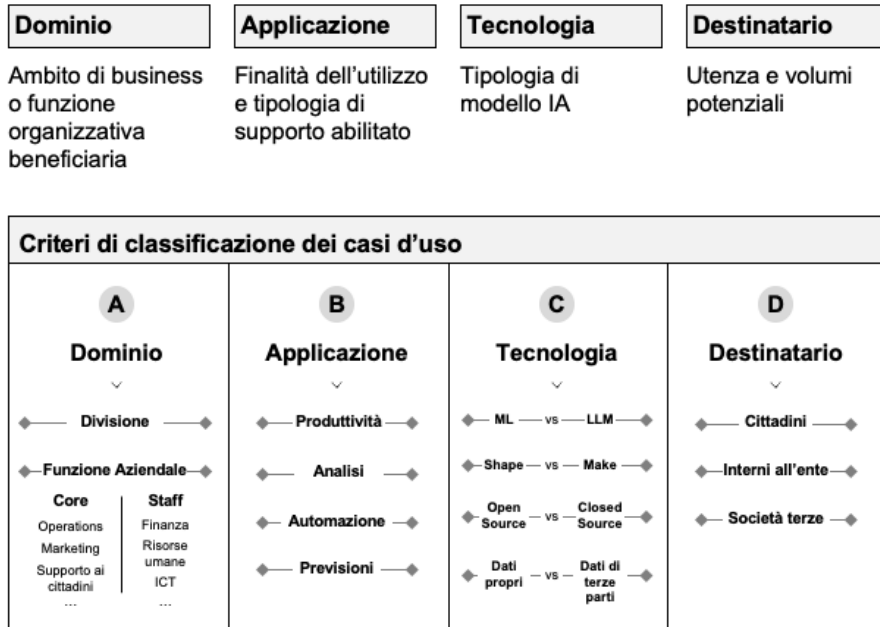 Dominio
Applicazione
Tecnologia
Destinatario
Ambito di business
o funzione
organizzativa
beneficiaria
Finalità dell'utilizzo
e tipologia di
supporto abilitato
Tipologia di
modello IA
Utenza e volumi
potenziali
Criteri di classificazione dei casi d'uso
A
Dominio
Divisione
Funzione Aziendale
Core
Operations
Marketing
Supporto ai
cittadini
...
Staff
Finanza
Risorse
umane
ICT
...
B
Applicazione
Produttività
Analisi
Automazione
Previsioni
C
Tecnologia
ML vs LLM
Shape vs Make
Open
Source
vs
Closed
Source
Dati
propri
vs
Dati di
terze
parti
D
Destinatario
Cittadini
Interni all'ente
Società terze